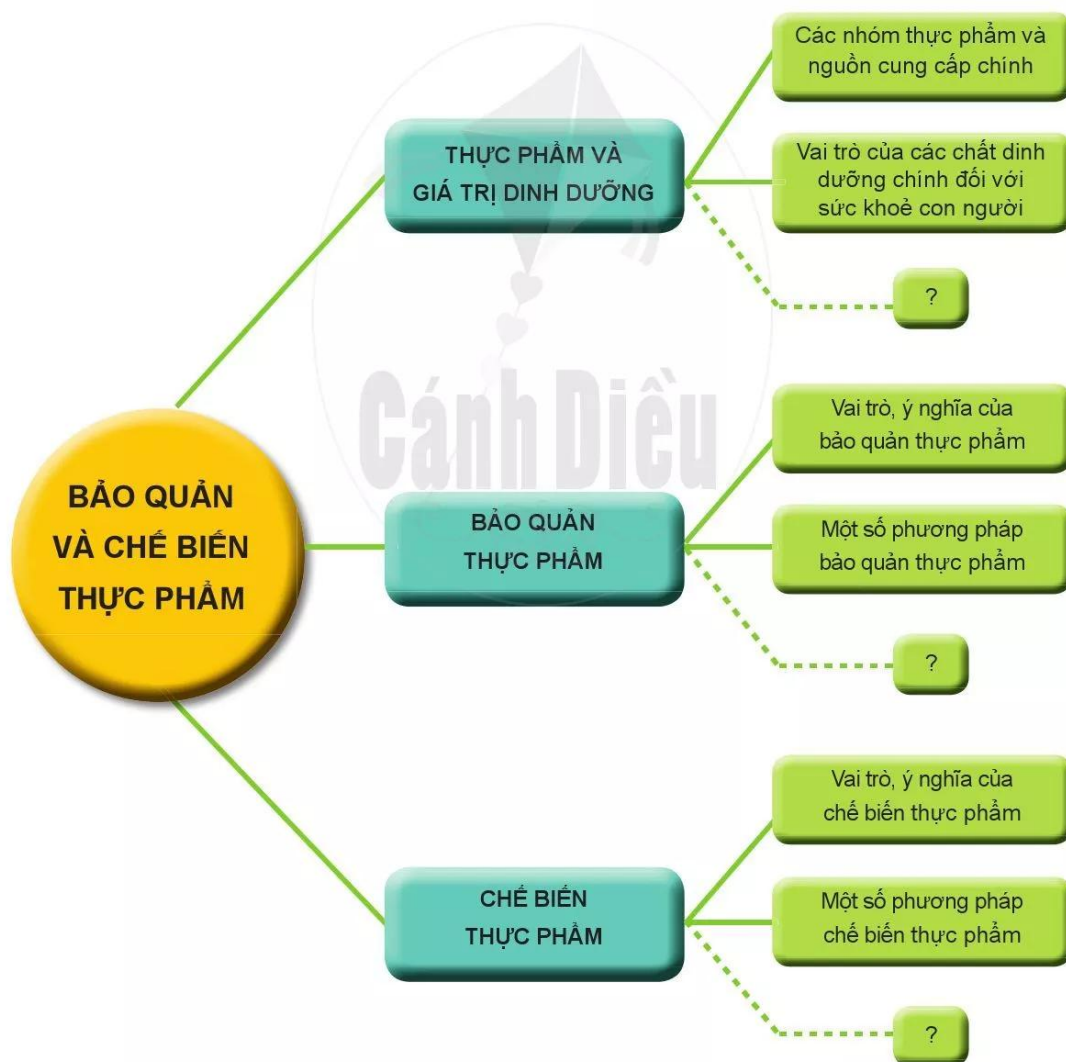 Các nhóm thực phẩm và
nguồn cung cấp chính
THỰC PHẨM VÀ
GIÁ TRỊ DINH DƯỠNG
Vai trò của các chất dinh
dưỡng chính đối với
sức khoẻ con người
?
Cánh Diều
Vai trò, ý nghĩa của
bảo quản thực phẩm
BẢO QUẢN
VÀ CHẾ BIẾN
THỰC PHẨM
BẢO QUẢN
THỰC PHẨM
Một số phương pháp
bảo quản thực phẩm
?
Vai trò, ý nghĩa của
chế biến thực phẩm
CHẾ BIẾN
THỰC PHẨM
Một số phương pháp
chế biến thực phẩm
?